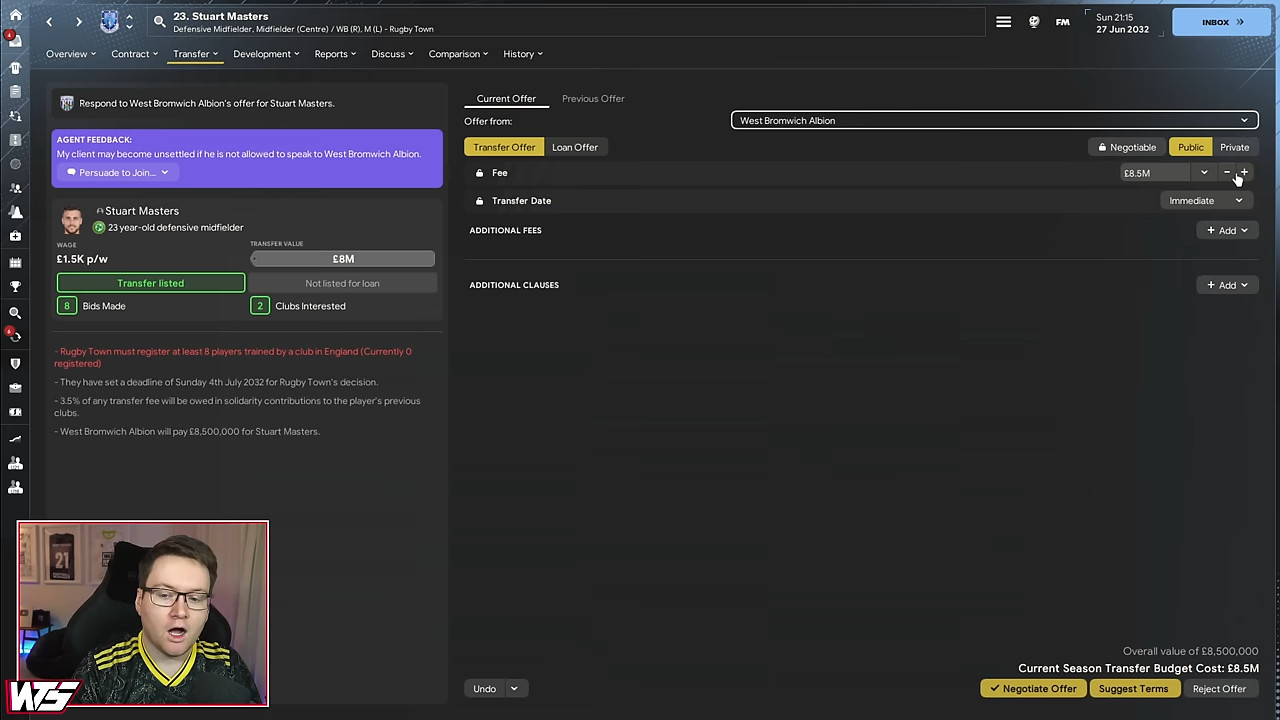 23. Stuart Masters
Defensive Midfielder, Midfielder (Centre) / WB (R). M (L) - Rugby Town
FM
Sun 21:15
27 Jun 2032
INBOX
4
Overview
Contract
Transfer
Development
Reports
Discuss
Comparison
History
Respond to West Bromwich Albion's offer for Stuart Masters.
AGENT FEEDBACK:
My client may become unsettled if he is not allowed to speak to West Bromwich Albion.
Persuade to Join...
Stuart Masters
23 year-old defensive midfielder
WAGE
TRANSFER VALUE
£1.5K p/w
£8M
Transfer listed
Not listed for loan
8 Bids Made
2 Clubs Interested
6
- Rugby Town must register at least 8 players trained by a club in England (Currently 0
registered)
- They have set a deadline of Sunday 4th July 2032 for Rugby Town's decision.
- 3.5% of any transfer fee will be owed in solidarity contributions to the player's previous
clubs.
- West Bromwich Albion will pay £8,500,000 for Stuart Masters.
Current Offer
Previous Offer
Offer from:
West Bromwich Albion
Transfer Offer
Loan Offer
Negotiable
Public
Private
Fee
£8.5M
Transfer Date
Immediate
ADDITIONAL FEES
+ Add
ADDITIONAL CLAUSES
+ Add
21
WTS
Overall value of £8,500,000
Current Season Transfer Budget Cost: £8.5M
Undo
Negotiate Offer
Suggest Terms
Reject Offer